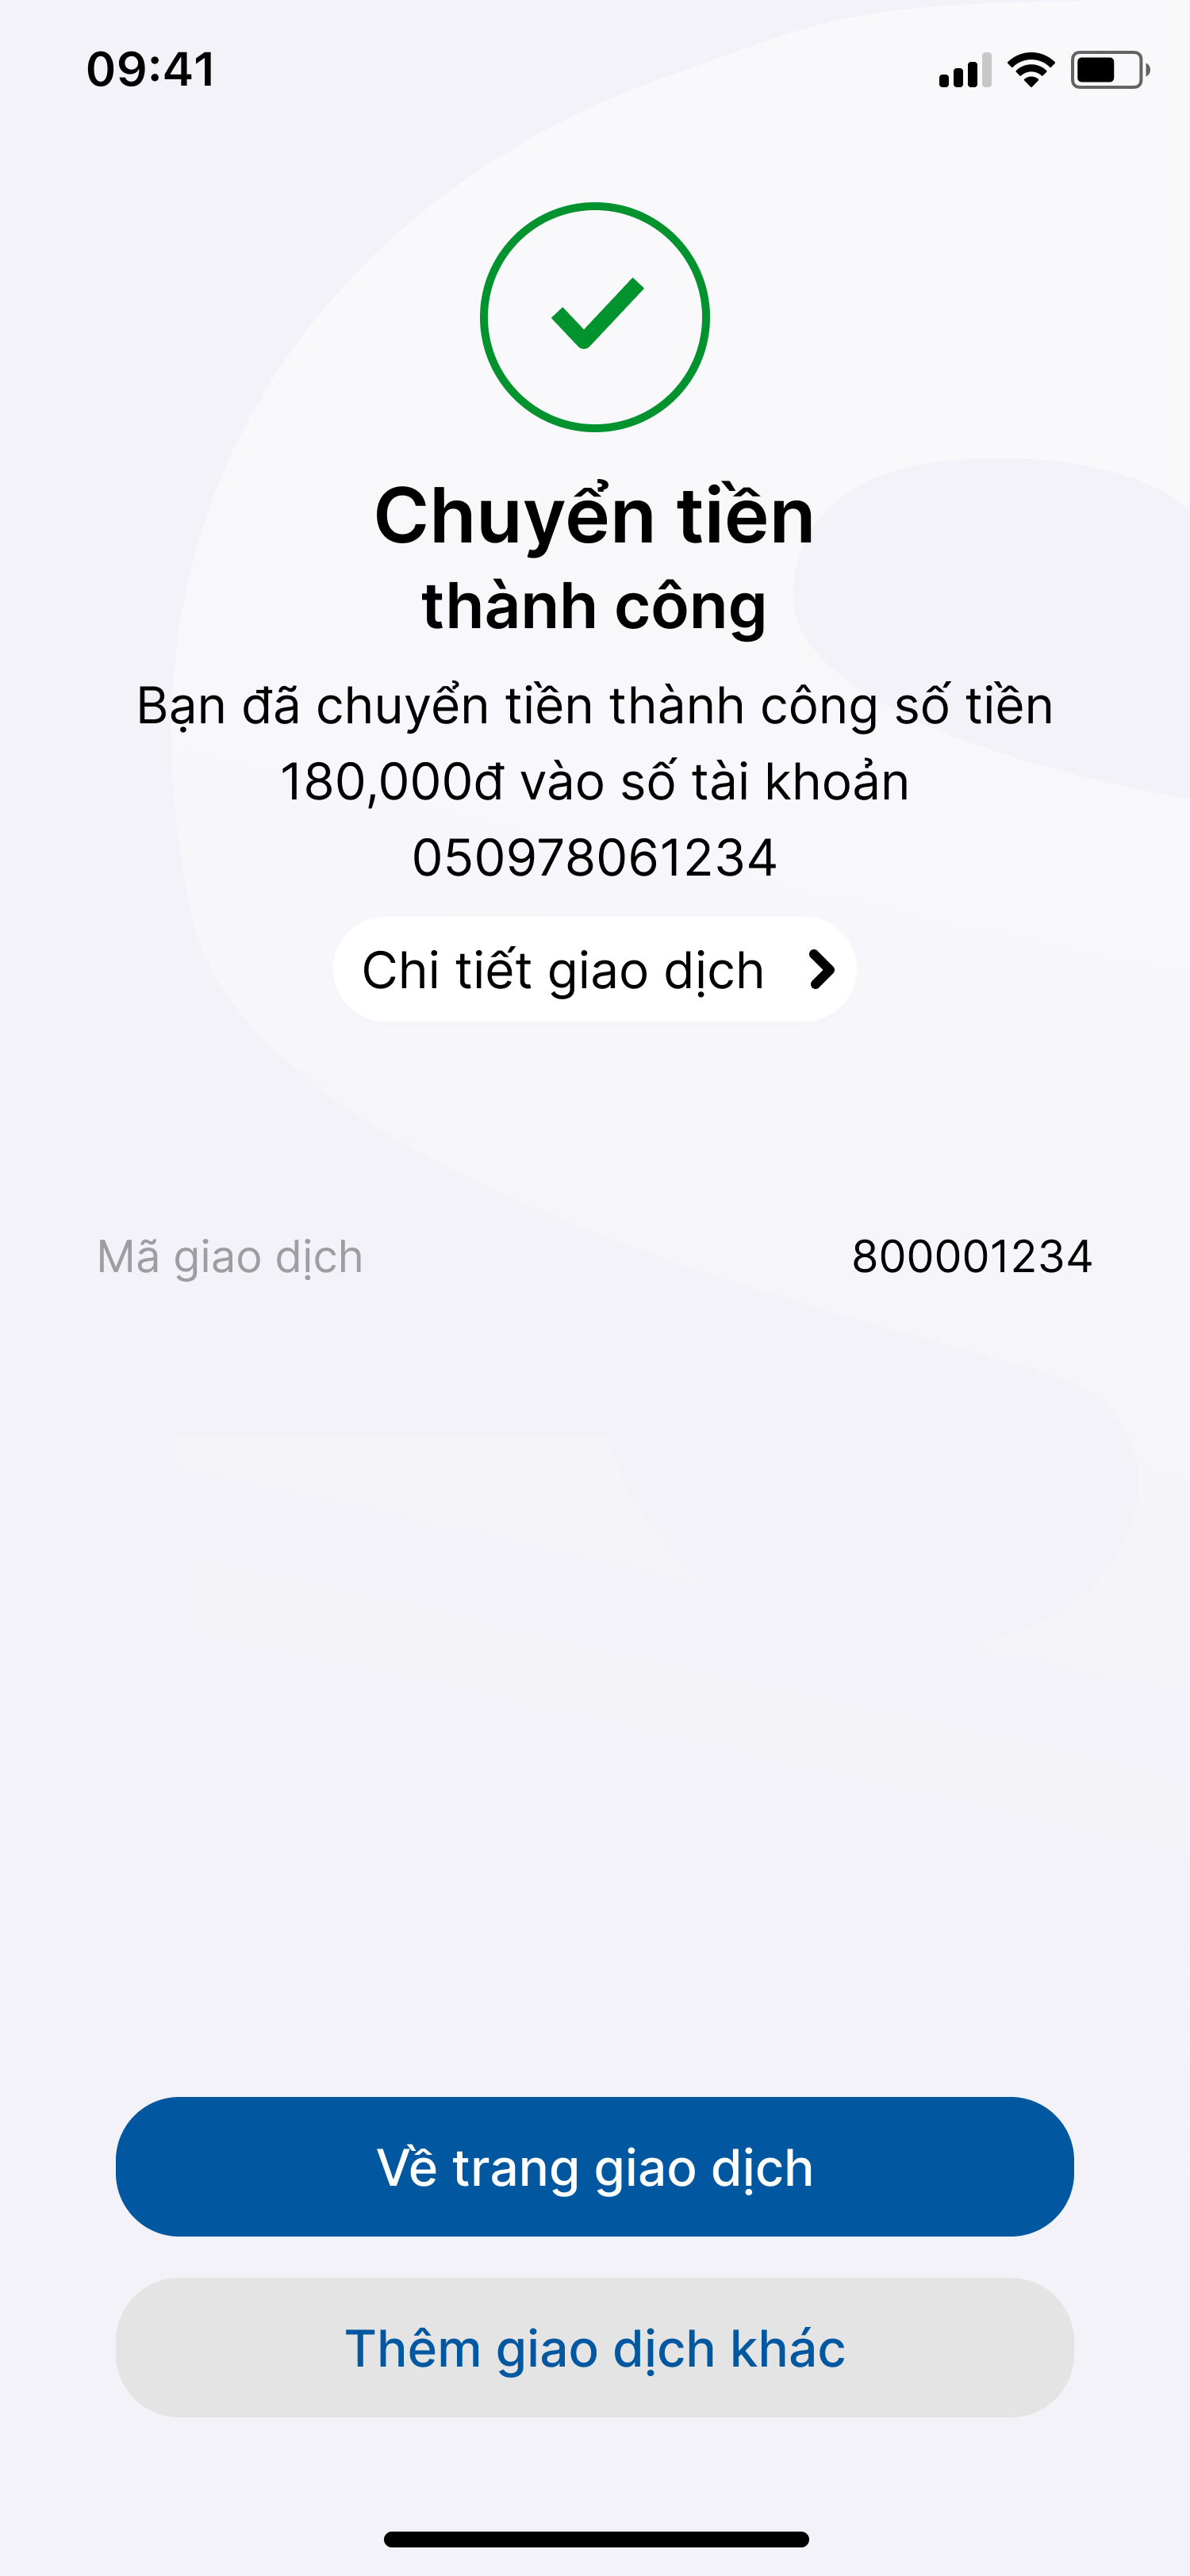 09:41
Chuyển tiền
thành công
Bạn đã chuyển tiền thành công số tiền
180,000đ vào số tài khoản
050978061234
Chi tiết giao dịch
Mã giao dịch 800001234
Về trang giao dịch
Thêm giao dịch khác